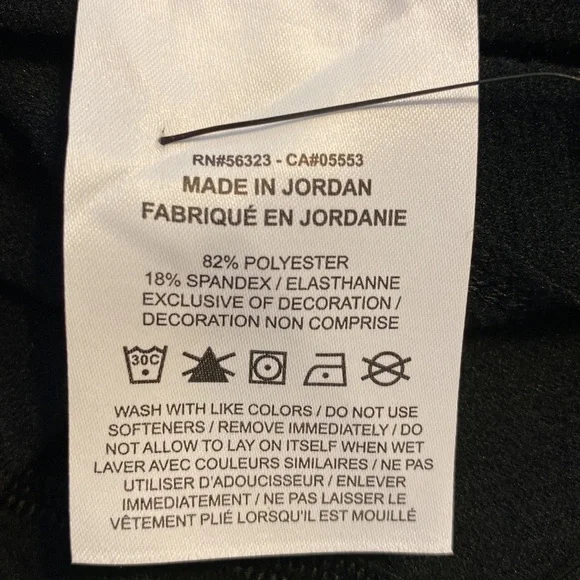 RN#56323 - CA#05553
MADE IN JORDAN
FABRIQUÉ EN JORDANIE
82% POLYESTER
18% SPANDEX / ELASTHANNE
EXCLUSIVE OF DECORATION /
DECORATION NON COMPRISE
30C
WASH WITH LIKE COLORS / DO NOT USE
SOFTENERS / REMOVE IMMEDIATELY / DO
NOT ALLOW TO LAY ON ITSELF WHEN WET
LAVER AVEC COULEURS SIMILAIRES / NE PAS
UTILISER D'ADOUCISSEUR / ENLEVER
IMMÉDIATEMENT / NE PAS LAISSER LE
VÊTEMENT PLIÉ LORSQU'IL EST MOUILLÉ